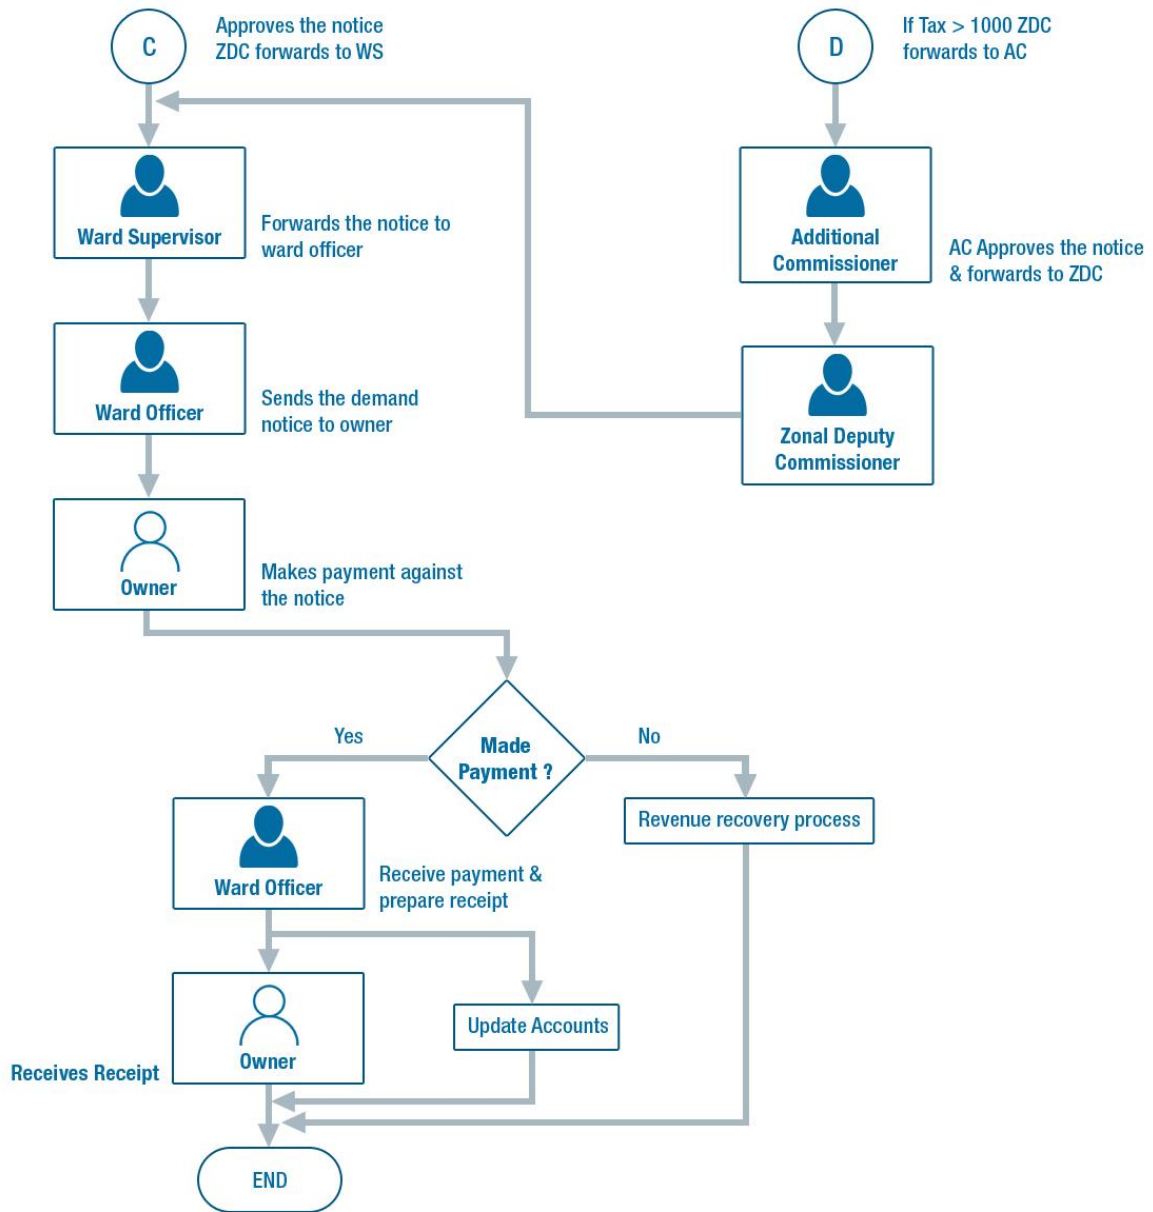 C
Approves the notice
ZDC forwards to WS
D
If Tax > 1000 ZDC
forwards to AC
Ward Supervisor
Forwards the notice to
ward officer
Additional
Commissioner
AC Approves the notice
& forwards to ZDC
Ward Officer
Sends the demand
notice to owner
Zonal Deputy
Commissioner
Owner
Makes payment against
the notice
Made
Payment ?
Yes
No
Ward Officer
Receive payment &
prepare receipt
Revenue recovery process
Owner
Receives Receipt
Update Accounts
END